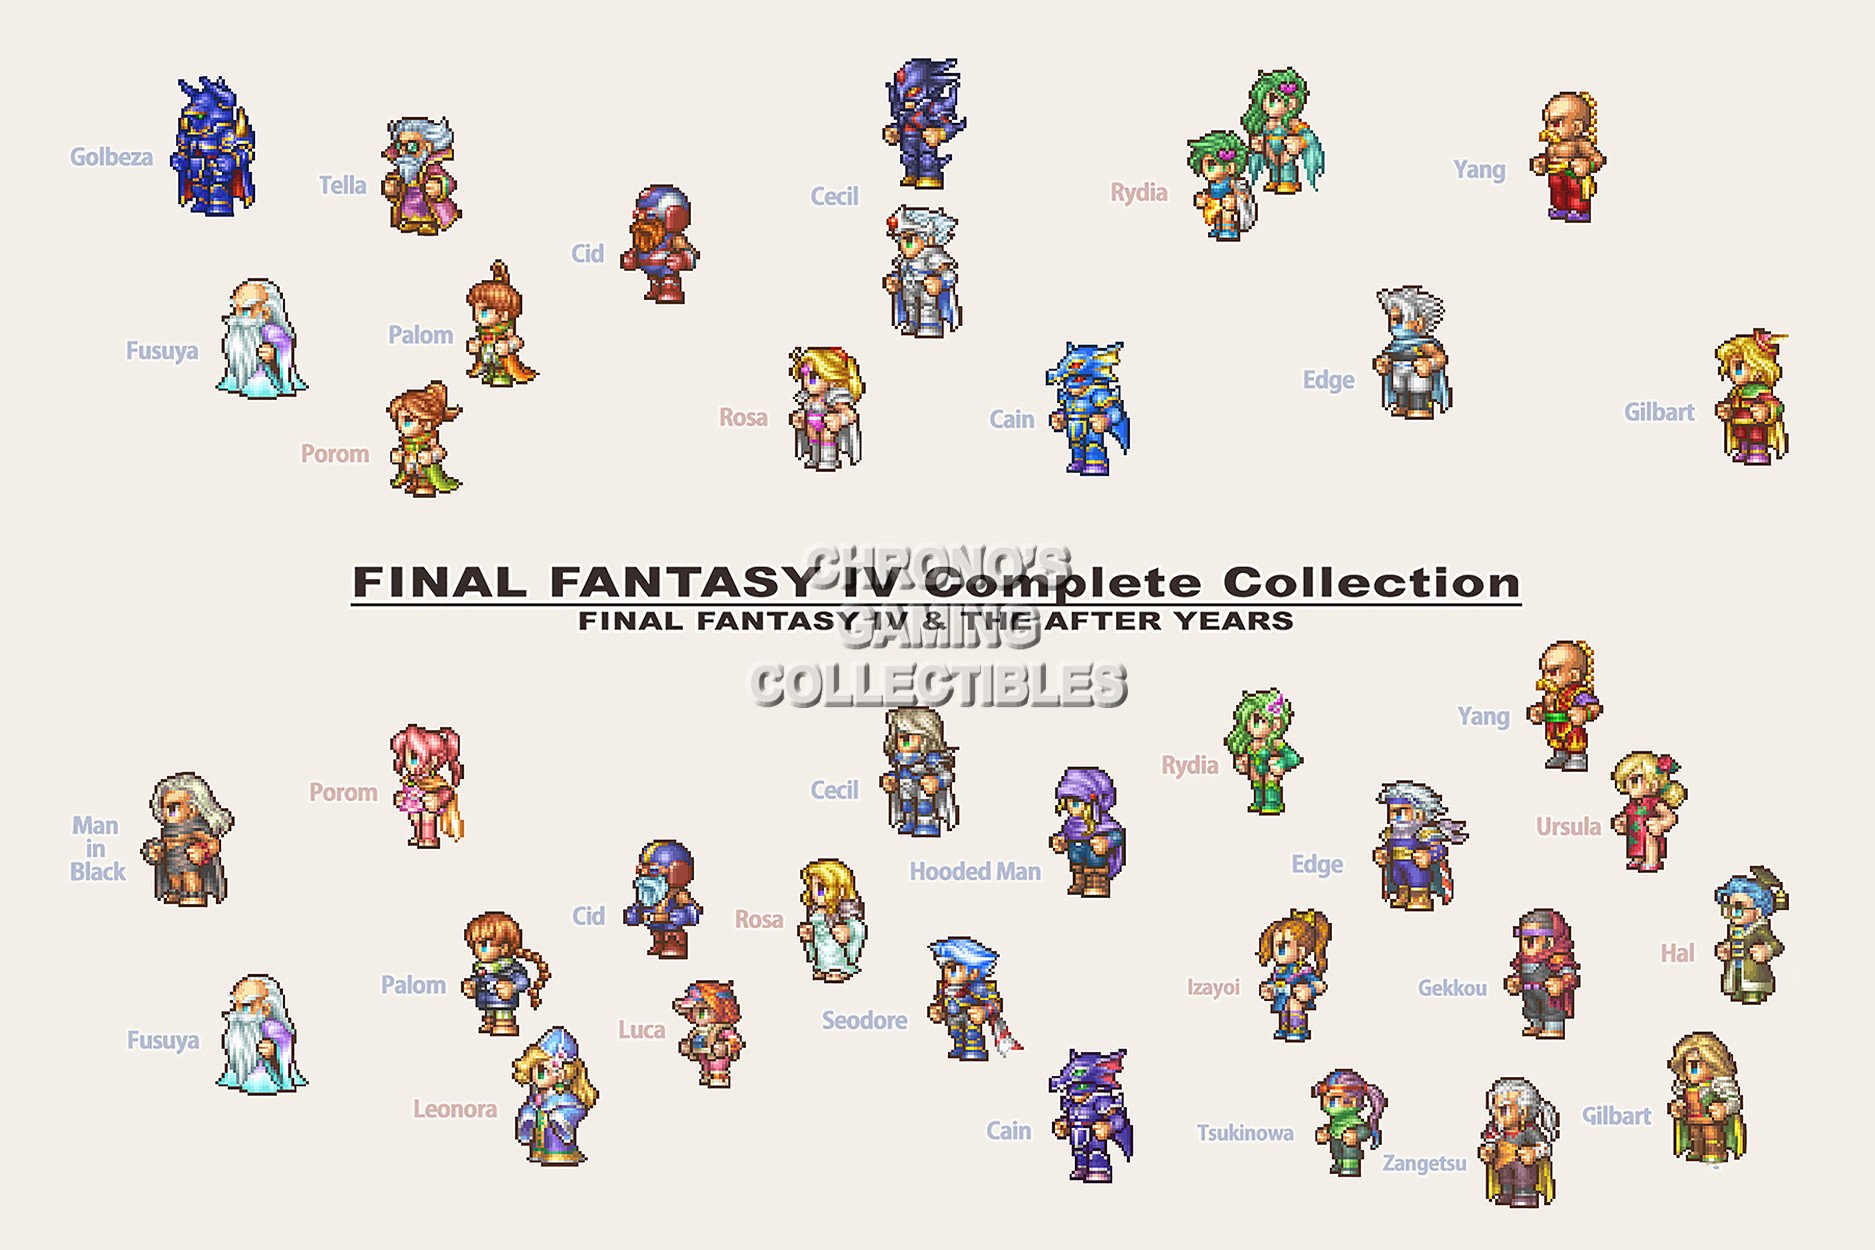 Golbeza
Tella
Cid
Cecil
Rydia
Yang
Fusuya
Palom
Porom
Rosa
Cain
Edge
Gilbart
FINAL FANTASY IV Complete Collection
FINAL FANTASY IV & THE AFTER YEARS
CHRONO'S
GAMING
COLLECTIBLES
Man
in
Black
Porom
Cecil
Hooded Man
Rydia
Yang
Ursula
Edge
Cid
Rosa
Palom
Fusuya
Luca
Leonora
Seodore
Cain
Izayoi
Gekkou
Hal
Tsukinowa
Zangetsu
Gilbart